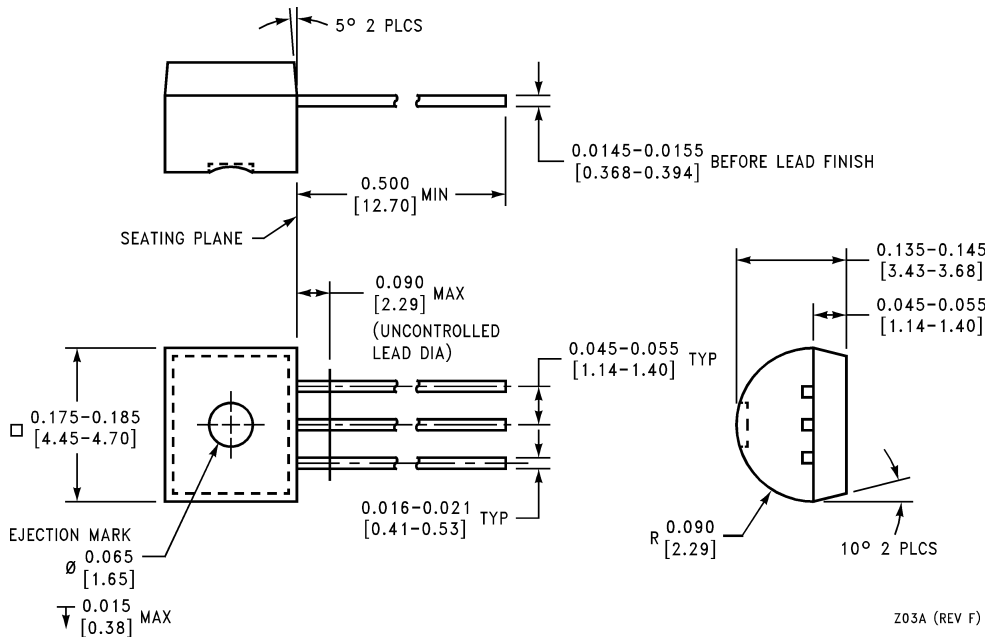 5° 2 PLCS
0.0145-0.0155
[0.368-0.394]
BEFORE LEAD FINISH
0.500
[12.70]
MIN
SEATING PLANE
0.090
[2.29]
MAX
(UNCONTROLLED
LEAD DIA)
0.045-0.055
[1.14-1.40]
TYP
0.135-0.145
[3.43-3.68]
0.045-0.055
[1.14-1.40]
□ 0.175-0.185
[4.45-4.70]
0.016-0.021
[0.41-0.53]
TYP
EJECTION MARK
Ø 0.065
[1.65]
↧ 0.015
[0.38]
MAX
R 0.090
[2.29]
10° 2 PLCS
Z03A (REV F)